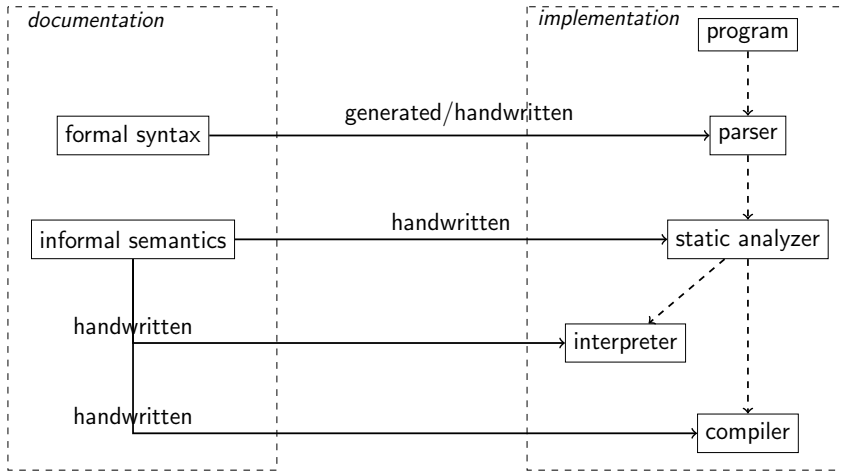 documentation
implementation
program
generated/handwritten
formal syntax
parser
handwritten
informal semantics
static analyzer
handwritten
interpreter
handwritten
compiler